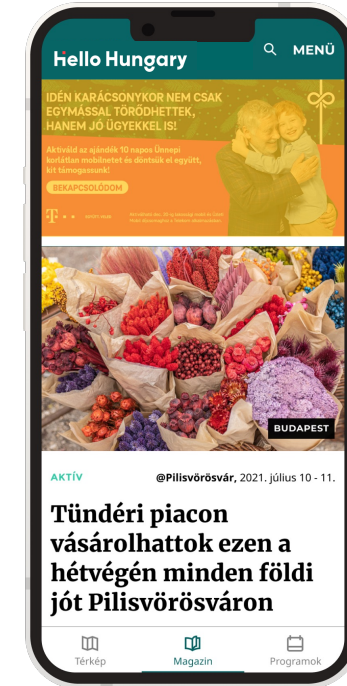 Hello Hungary
MENÜ
IDÉN KARÁCSONYKOR NEM CSAK
EGYMÁSSAL TÖRŐDHETTEK,
HANEM JÓ ÜGYEKKEL IS!
Aktiváld az ajándék 10 napos Ünnepi
korlátlan mobilnetet és döntsük el együtt,
kit támogassunk!
BEKAPCSOLÓDOM
T
BUDAPEST
AKTÍV
@Pilisvörösvár, 2021. július 10 - 11.
Tündéri piacon
vásárolhattok ezen a
hétvégén minden földi
jót Pilisvörösváron
Térkép
Magazin
Programok